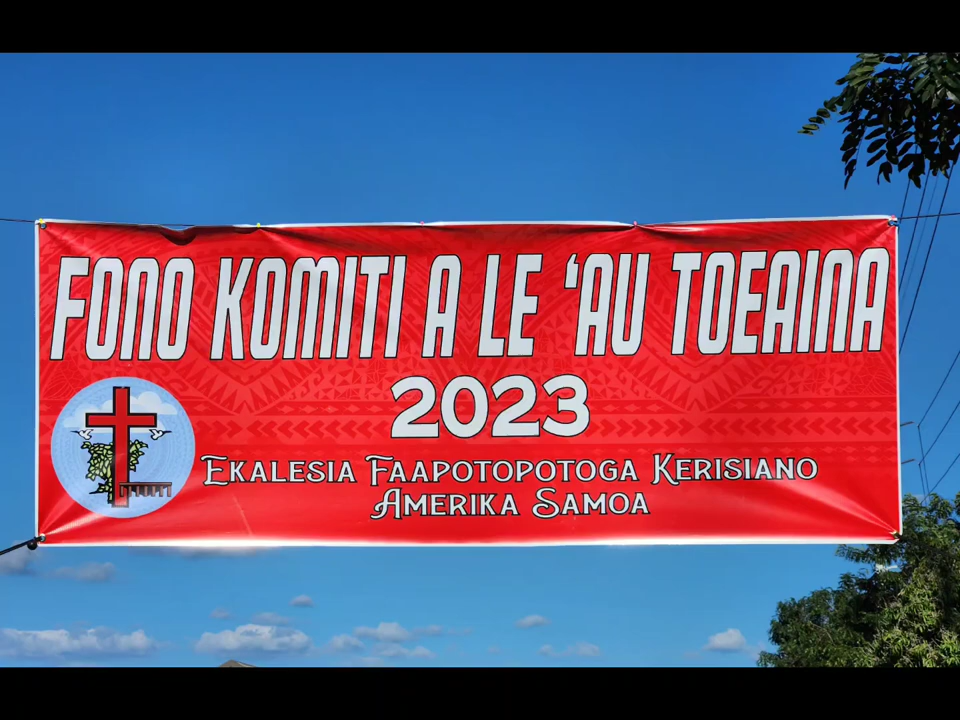 FONO KOMITI A LE ‘AU TOEAINA
2023
EKALESIA FAAPOTOPOTOGA KERISIANO
AMERIKA SAMOA